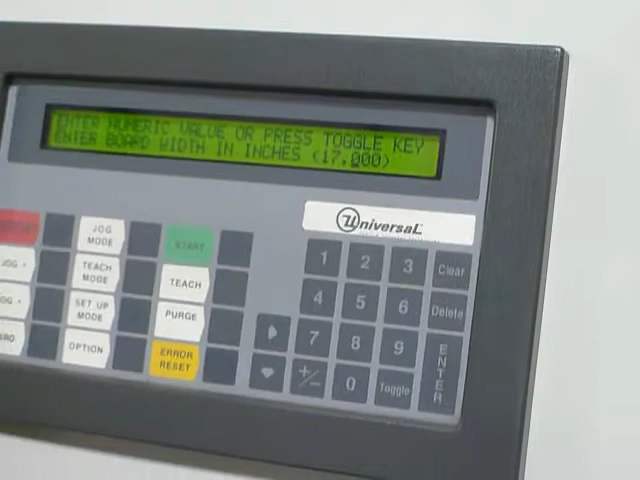 ENTER NUMERIC VALUE OR PRESS TOGGLE KEY
ENTER BOARD WIDTH IN INCHES (17.000)
Universal
JOG
MODE
START
1
2
3
Clear
JOG +
TEACH
MODE
TEACH
4
5
6
Delete
SET UP
MODE
PURGE
7
8
9
ENTER
OPTION
ERROR
RESET
+/-
0
Toggle